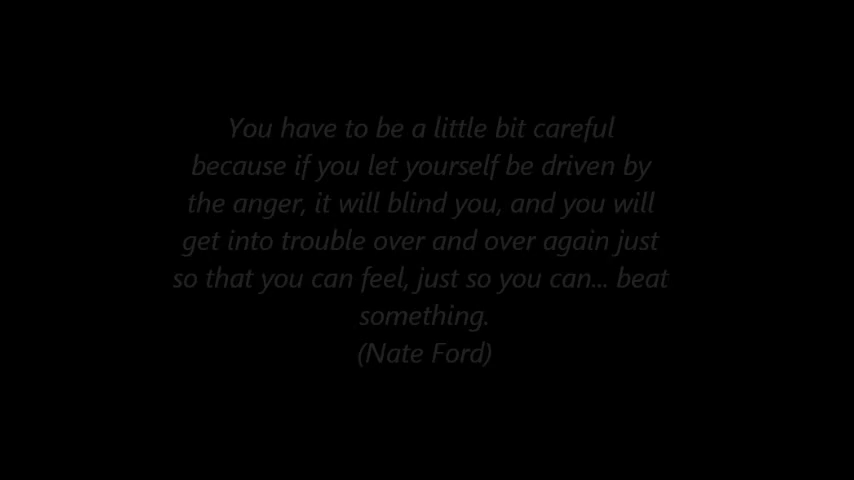 You have to be a little bit careful
because if you let yourself be driven by
the anger, it will blind you, and you will
get into trouble over and over again just
so that you can feel, just so you can... beat
something.
(Nate Ford)